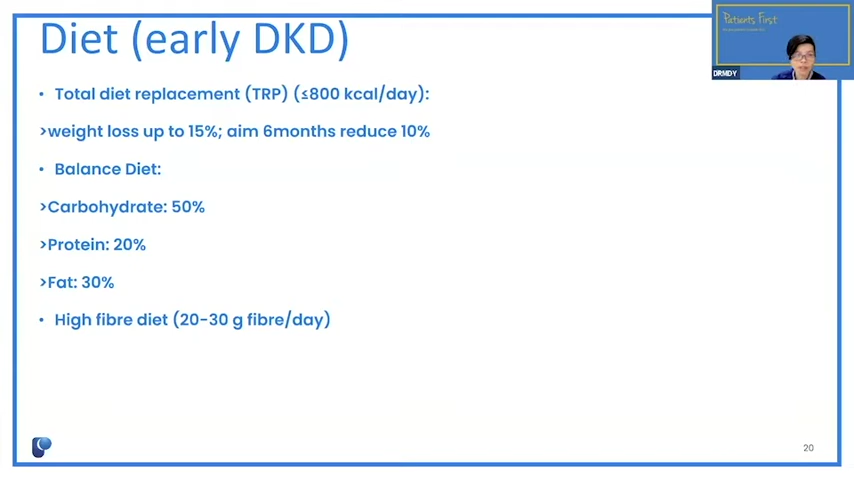 Diet (early DKD)
Patients First
DRMDY
• Total diet replacement (TRP) (≤800 kcal/day):
>weight loss up to 15%; aim 6months reduce 10%
• Balance Diet:
>Carbohydrate: 50%
>Protein: 20%
>Fat: 30%
• High fibre diet (20-30 g fibre/day)
20